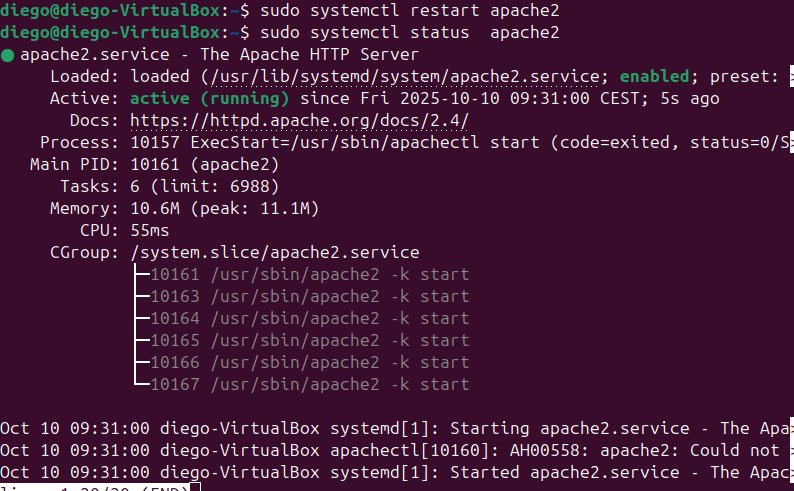 diego@diego-VirtualBox:~$ sudo systemctl restart apache2
diego@diego-VirtualBox:~$ sudo systemctl status  apache2
● apache2.service - The Apache HTTP Server
     Loaded: loaded (/usr/lib/systemd/system/apache2.service; enabled; preset: >
     Active: active (running) since Fri 2025-10-10 09:31:00 CEST; 5s ago
       Docs: https://httpd.apache.org/docs/2.4/
    Process: 10157 ExecStart=/usr/sbin/apachectl start (code=exited, status=0/S>
   Main PID: 10161 (apache2)
      Tasks: 6 (limit: 6988)
     Memory: 10.6M (peak: 11.1M)
        CPU: 55ms
     CGroup: /system.slice/apache2.service
             ├─10161 /usr/sbin/apache2 -k start
             ├─10163 /usr/sbin/apache2 -k start
             ├─10164 /usr/sbin/apache2 -k start
             ├─10165 /usr/sbin/apache2 -k start
             ├─10166 /usr/sbin/apache2 -k start
             └─10167 /usr/sbin/apache2 -k start

Oct 10 09:31:00 diego-VirtualBox systemd[1]: Starting apache2.service - The Apa>
Oct 10 09:31:00 diego-VirtualBox apachectl[10160]: AH00558: apache2: Could not >
Oct 10 09:31:00 diego-VirtualBox systemd[1]: Started apache2.service - The Apac>
lines 1-20/20 (END)